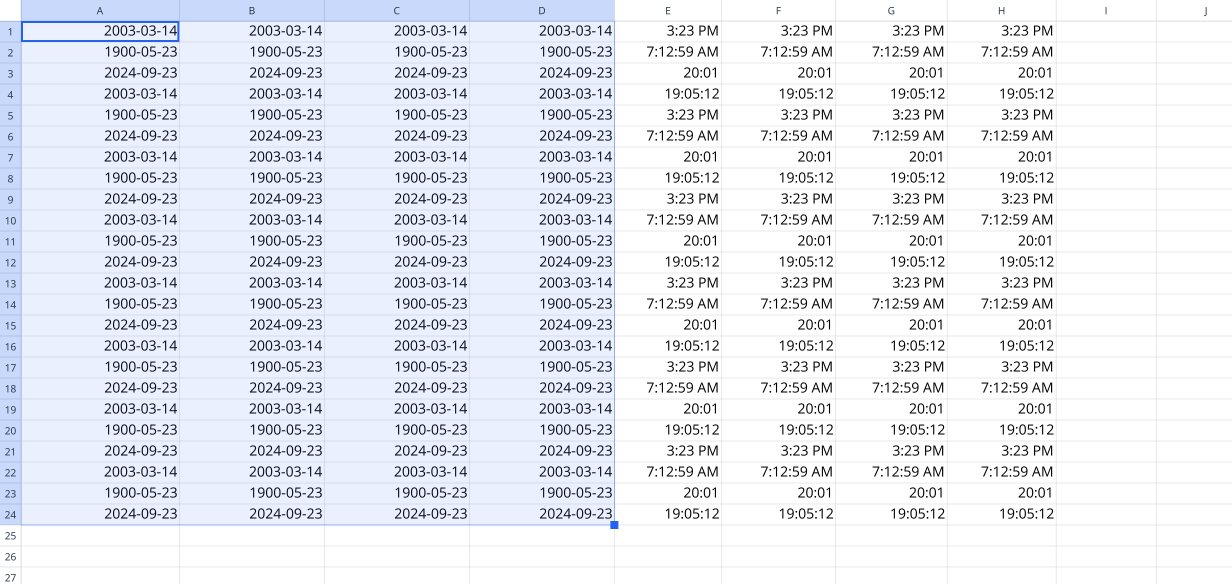 A B C D E F G H I J
1 2003-03-14 2003-03-14 2003-03-14 2003-03-14 3:23 PM 3:23 PM 3:23 PM 3:23 PM
2 1900-05-23 1900-05-23 1900-05-23 1900-05-23 7:12:59 AM 7:12:59 AM 7:12:59 AM 7:12:59 AM
3 2024-09-23 2024-09-23 2024-09-23 2024-09-23 20:01 20:01 20:01 20:01
4 2003-03-14 2003-03-14 2003-03-14 2003-03-14 19:05:12 19:05:12 19:05:12 19:05:12
5 1900-05-23 1900-05-23 1900-05-23 1900-05-23 3:23 PM 3:23 PM 3:23 PM 3:23 PM
6 2024-09-23 2024-09-23 2024-09-23 2024-09-23 7:12:59 AM 7:12:59 AM 7:12:59 AM 7:12:59 AM
7 2003-03-14 2003-03-14 2003-03-14 2003-03-14 20:01 20:01 20:01 20:01
8 1900-05-23 1900-05-23 1900-05-23 1900-05-23 19:05:12 19:05:12 19:05:12 19:05:12
9 2024-09-23 2024-09-23 2024-09-23 2024-09-23 3:23 PM 3:23 PM 3:23 PM 3:23 PM
10 2003-03-14 2003-03-14 2003-03-14 2003-03-14 7:12:59 AM 7:12:59 AM 7:12:59 AM 7:12:59 AM
11 1900-05-23 1900-05-23 1900-05-23 1900-05-23 20:01 20:01 20:01 20:01
12 2024-09-23 2024-09-23 2024-09-23 2024-09-23 19:05:12 19:05:12 19:05:12 19:05:12
13 2003-03-14 2003-03-14 2003-03-14 2003-03-14 3:23 PM 3:23 PM 3:23 PM 3:23 PM
14 1900-05-23 1900-05-23 1900-05-23 1900-05-23 7:12:59 AM 7:12:59 AM 7:12:59 AM 7:12:59 AM
15 2024-09-23 2024-09-23 2024-09-23 2024-09-23 20:01 20:01 20:01 20:01
16 2003-03-14 2003-03-14 2003-03-14 2003-03-14 19:05:12 19:05:12 19:05:12 19:05:12
17 1900-05-23 1900-05-23 1900-05-23 1900-05-23 3:23 PM 3:23 PM 3:23 PM 3:23 PM
18 2024-09-23 2024-09-23 2024-09-23 2024-09-23 7:12:59 AM 7:12:59 AM 7:12:59 AM 7:12:59 AM
19 2003-03-14 2003-03-14 2003-03-14 2003-03-14 20:01 20:01 20:01 20:01
20 1900-05-23 1900-05-23 1900-05-23 1900-05-23 19:05:12 19:05:12 19:05:12 19:05:12
21 2024-09-23 2024-09-23 2024-09-23 2024-09-23 3:23 PM 3:23 PM 3:23 PM 3:23 PM
22 2003-03-14 2003-03-14 2003-03-14 2003-03-14 7:12:59 AM 7:12:59 AM 7:12:59 AM 7:12:59 AM
23 1900-05-23 1900-05-23 1900-05-23 1900-05-23 20:01 20:01 20:01 20:01
24 2024-09-23 2024-09-23 2024-09-23 2024-09-23 19:05:12 19:05:12 19:05:12 19:05:12
25
26
27